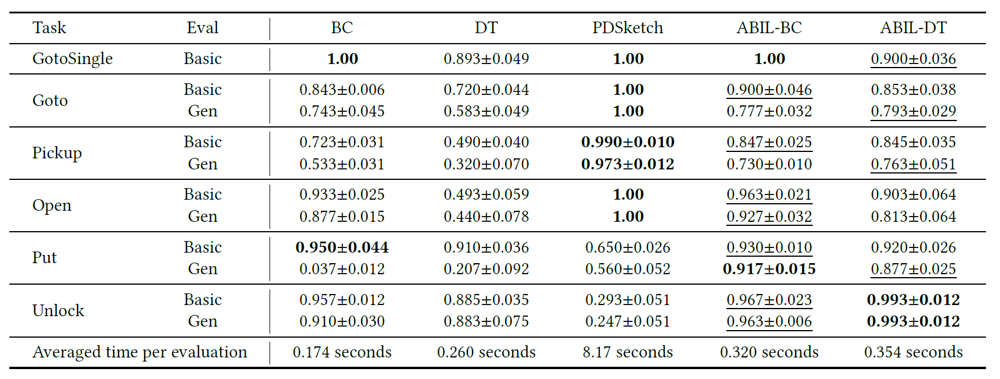 Task Eval BC DT PDSketch ABIL-BC ABIL-DT
GotoSingle Basic 1.00 0.893±0.049 1.00 1.00 0.900±0.036
Goto Basic 0.843±0.006 0.720±0.044 1.00 0.900±0.046 0.853±0.038
Gen 0.743±0.045 0.583±0.049 1.00 0.777±0.032 0.793±0.029
Pickup Basic 0.723±0.031 0.490±0.040 0.990±0.010 0.847±0.025 0.845±0.035
Gen 0.533±0.031 0.320±0.070 0.973±0.012 0.730±0.010 0.763±0.051
Open Basic 0.933±0.025 0.493±0.059 1.00 0.963±0.021 0.903±0.064
Gen 0.877±0.015 0.440±0.078 1.00 0.927±0.032 0.813±0.064
Put Basic 0.950±0.044 0.910±0.036 0.650±0.026 0.930±0.010 0.920±0.026
Gen 0.037±0.012 0.207±0.092 0.560±0.052 0.917±0.015 0.877±0.025
Unlock Basic 0.957±0.012 0.885±0.035 0.293±0.051 0.967±0.023 0.993±0.012
Gen 0.910±0.030 0.883±0.075 0.247±0.051 0.963±0.006 0.993±0.012
Averaged time per evaluation 0.174 seconds 0.260 seconds 8.17 seconds 0.320 seconds 0.354 seconds